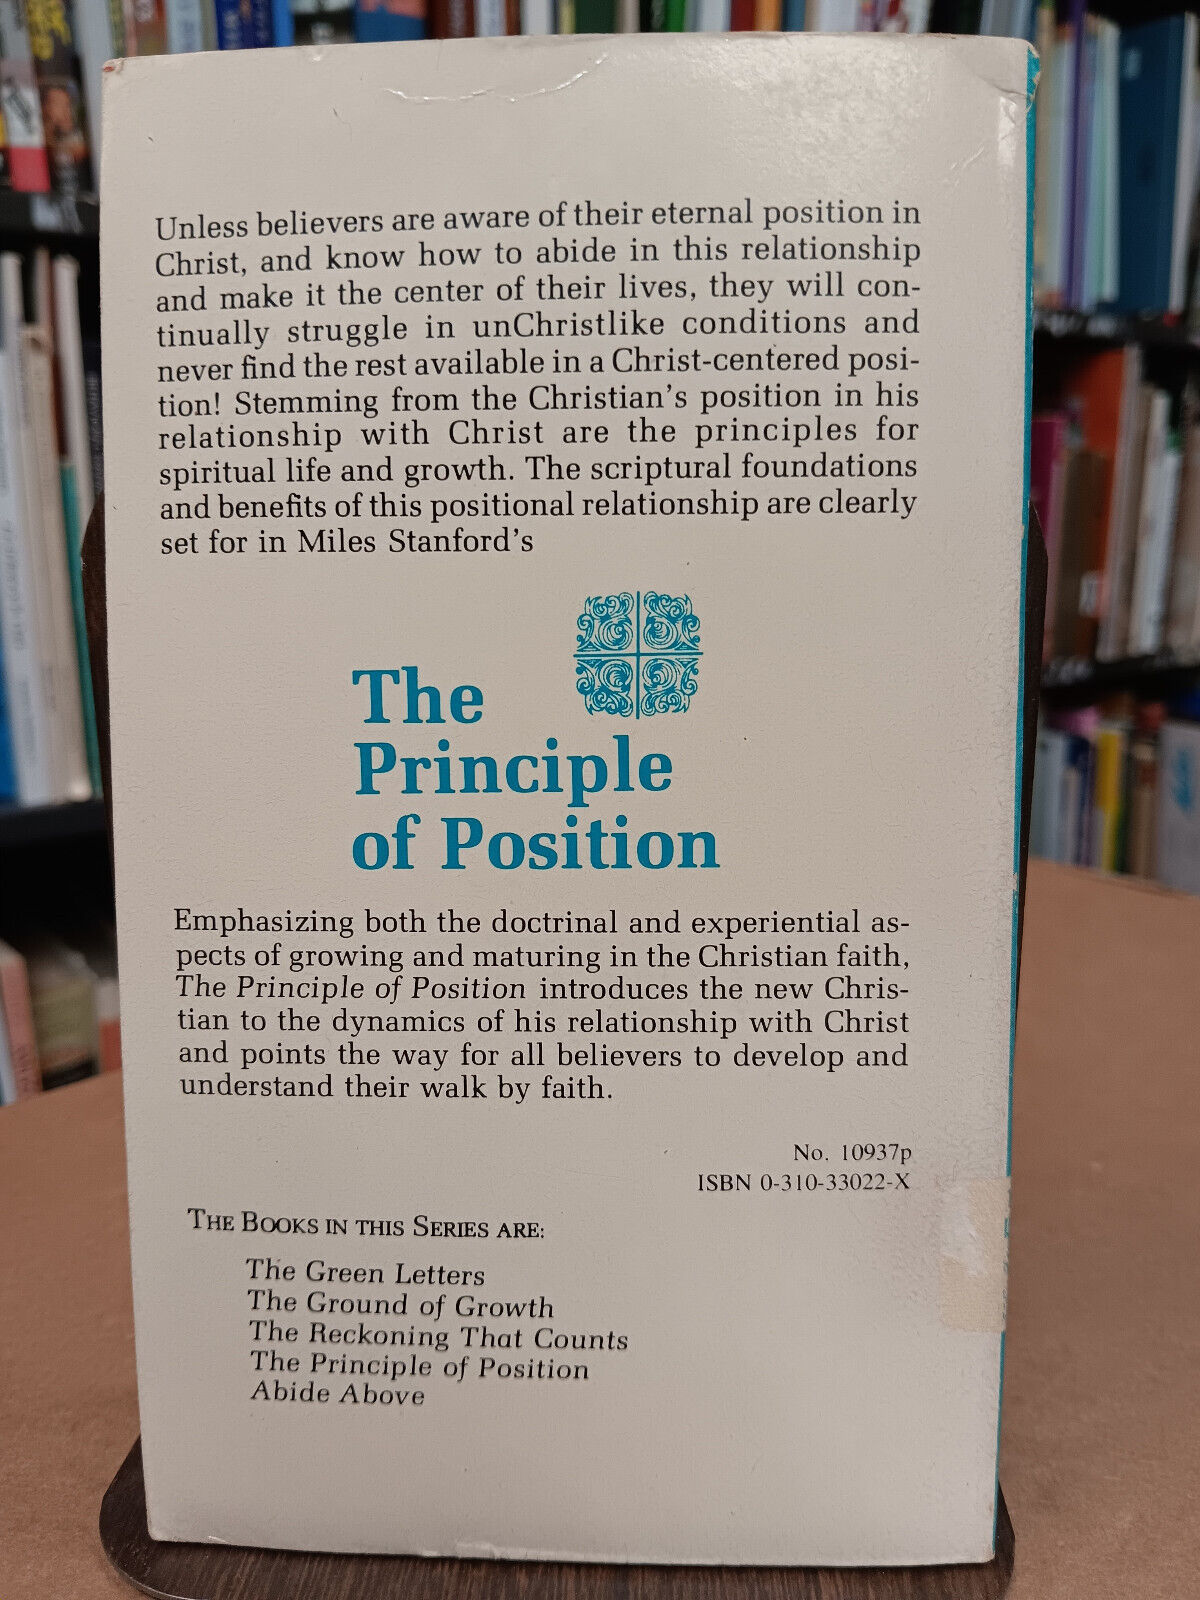 Unless believers are aware of their eternal position in
Christ, and know how to abide in this relationship
and make it the center of their lives, they will con-
tinually struggle in unChristlike conditions and
never find the rest available in a Christ-centered posi-
tion! Stemming from the Christian's position in his
relationship with Christ are the principles for
spiritual life and growth. The scriptural foundations
and benefits of this positional relationship are clearly
set for in Miles Stanford's
The
Principle
of Position
Emphasizing both the doctrinal and experiential as-
pects of growing and maturing in the Christian faith,
The Principle of Position introduces the new Chris-
tian to the dynamics of his relationship with Christ
and points the way for all believers to develop and
understand their walk by faith.
No. 10937p
ISBN 0-310-33022-X
THE BOOKS IN THIS SERIES ARE:
The Green Letters
The Ground of Growth
The Reckoning That Counts
The Principle of Position
Abide Above